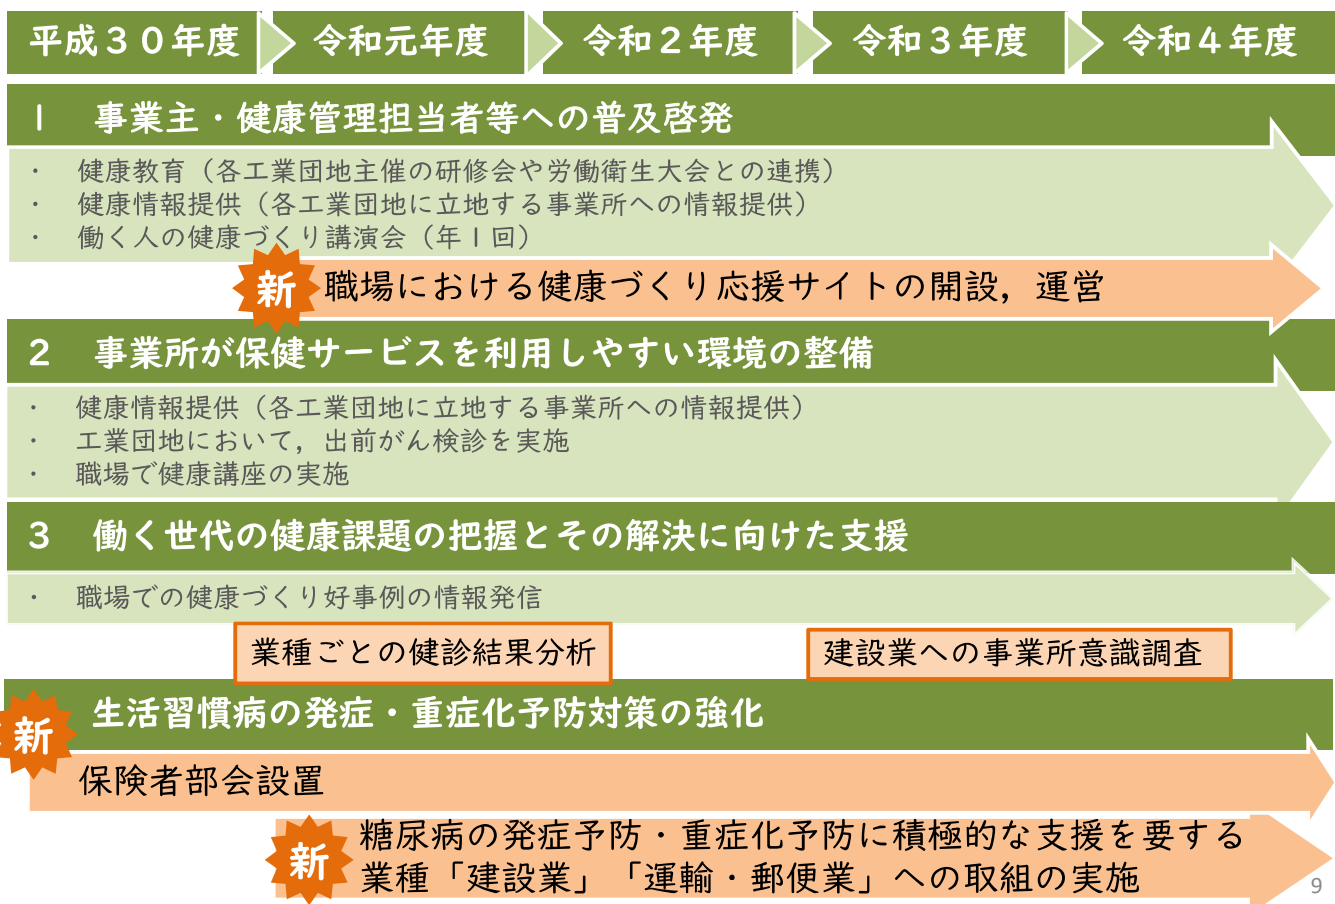 平成３０年度　令和元年度　令和２年度　令和３年度　令和４年度
１　事業主・健康管理担当者等への普及啓発
・　健康教育（各工業団地主催の研修会や労働衛生大会との連携）
・　健康情報提供（各工業団地に立地する事業所への情報提供）
・　働く人の健康づくり講演会（年１回）
新　職場における健康づくり応援サイトの開設，運営
２　事業所が保健サービスを利用しやすい環境の整備
・　健康情報提供（各工業団地に立地する事業所への情報提供）
・　工業団地において，出前がん検診を実施
・　職場で健康講座の実施
３　働く世代の健康課題の把握とその解決に向けた支援
・　職場での健康づくり好事例の情報発信
業種ごとの健診結果分析　建設業への事業所意識調査
新　生活習慣病の発症・重症化予防対策の強化
保険者部会設置
新　糖尿病の発症予防・重症化予防に積極的な支援を要する
業種「建設業」「運輸・郵便業」への取組の実施
9